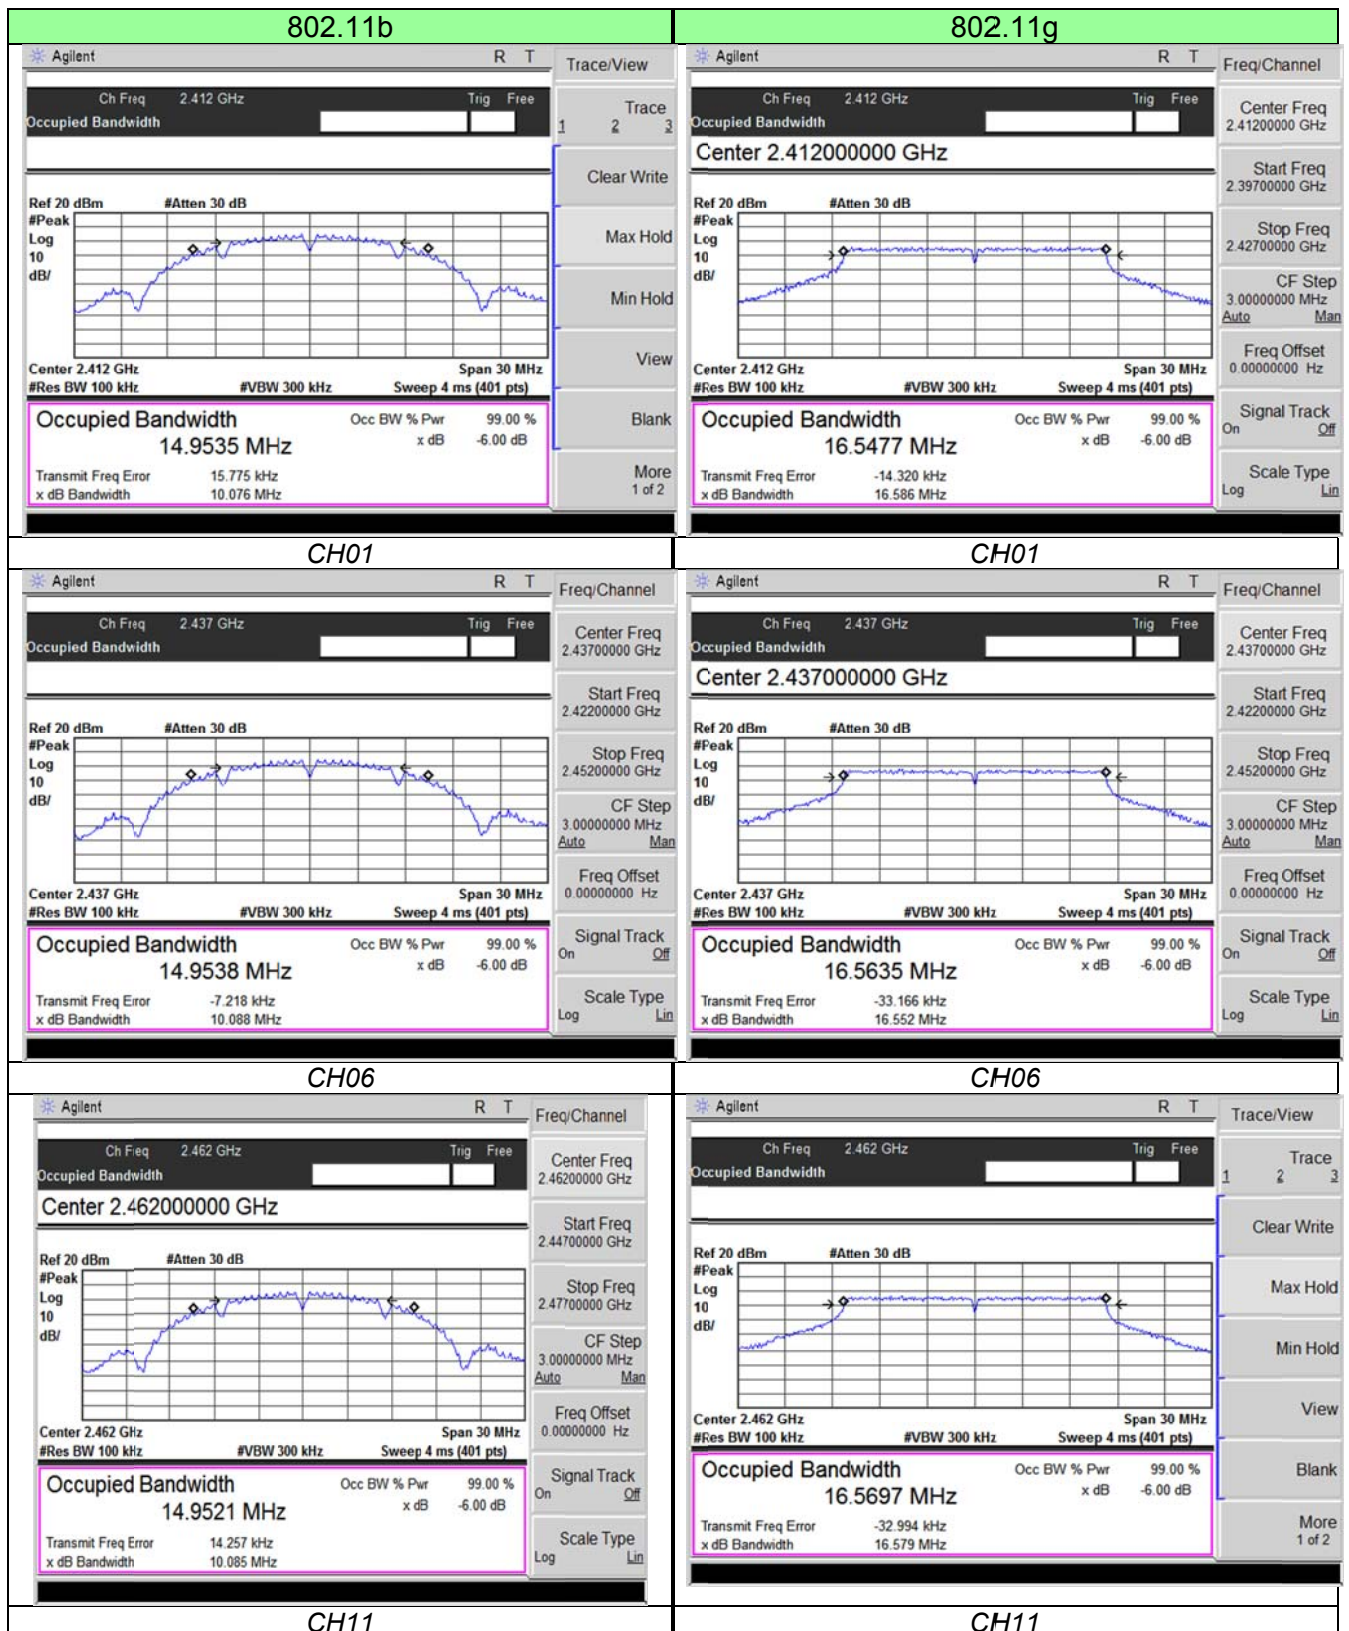 802.11b
802.11g
Agilent R T Trace/View
Ch Freq 2.412 GHz Trig Free
Occupied Bandwidth
Trace
1 2 3
Clear Write
Ref 20 dBm #Atten 30 dB
#Peak
Log
10
dB/
Max Hold
Min Hold
View
Center 2.412 GHz Span 30 MHz
#Res BW 100 kHz #VBW 300 kHz Sweep 4 ms (401 pts)
Occupied Bandwidth Occ BW % Pwr 99.00 %
14.9535 MHz x dB -6.00 dB
Blank
Transmit Freq Error 15.775 kHz
x dB Bandwidth 10.076 MHz
More
1 of 2
CH01
Agilent R T Freq/Channel
Ch Freq 2.412 GHz Trig Free
Occupied Bandwidth
Center 2.412000000 GHz
Center Freq
2.41200000 GHz
Start Freq
2.39700000 GHz
Ref 20 dBm #Atten 30 dB
#Peak
Log
10
dB/
Stop Freq
2.42700000 GHz
CF Step
3.00000000 MHz
Auto Man
Freq Offset
0.00000000 Hz
Center 2.412 GHz Span 30 MHz
#Res BW 100 kHz #VBW 300 kHz Sweep 4 ms (401 pts)
Occupied Bandwidth Occ BW % Pwr 99.00 %
16.5477 MHz x dB -6.00 dB
Signal Track
On Off
Transmit Freq Error -14.320 kHz
x dB Bandwidth 16.586 MHz
Scale Type
Log Lin
CH01
Agilent R T Freq/Channel
Ch Freq 2.437 GHz Trig Free
Occupied Bandwidth
Center Freq
2.43700000 GHz
Start Freq
2.42200000 GHz
Ref 20 dBm #Atten 30 dB
#Peak
Log
10
dB/
Stop Freq
2.45200000 GHz
CF Step
3.00000000 MHz
Auto Man
Freq Offset
0.00000000 Hz
Center 2.437 GHz Span 30 MHz
#Res BW 100 kHz #VBW 300 kHz Sweep 4 ms (401 pts)
Occupied Bandwidth Occ BW % Pwr 99.00 %
14.9538 MHz x dB -6.00 dB
Signal Track
On Off
Transmit Freq Error -7.218 kHz
x dB Bandwidth 10.088 MHz
Scale Type
Log Lin
CH06
Agilent R T Freq/Channel
Ch Freq 2.437 GHz Trig Free
Occupied Bandwidth
Center 2.437000000 GHz
Center Freq
2.43700000 GHz
Start Freq
2.42200000 GHz
Ref 20 dBm #Atten 30 dB
#Peak
Log
10
dB/
Stop Freq
2.45200000 GHz
CF Step
3.00000000 MHz
Auto Man
Freq Offset
0.00000000 Hz
Center 2.437 GHz Span 30 MHz
#Res BW 100 kHz #VBW 300 kHz Sweep 4 ms (401 pts)
Occupied Bandwidth Occ BW % Pwr 99.00 %
16.5635 MHz x dB -6.00 dB
Signal Track
On Off
Transmit Freq Error -33.166 kHz
x dB Bandwidth 16.552 MHz
Scale Type
Log Lin
CH06
Agilent R T Freq/Channel
Ch Freq 2.462 GHz Trig Free
Occupied Bandwidth
Center 2.462000000 GHz
Center Freq
2.46200000 GHz
Start Freq
2.44700000 GHz
Ref 20 dBm #Atten 30 dB
#Peak
Log
10
dB/
Stop Freq
2.47700000 GHz
CF Step
3.00000000 MHz
Auto Man
Freq Offset
0.00000000 Hz
Center 2.462 GHz Span 30 MHz
#Res BW 100 kHz #VBW 300 kHz Sweep 4 ms (401 pts)
Occupied Bandwidth Occ BW % Pwr 99.00 %
14.9521 MHz x dB -6.00 dB
Signal Track
On Off
Transmit Freq Error 14.257 kHz
x dB Bandwidth 10.085 MHz
Scale Type
Log Lin
CH11
Agilent R T Trace/View
Ch Freq 2.462 GHz Trig Free
Occupied Bandwidth
Trace
1 2 3
Clear Write
Ref 20 dBm #Atten 30 dB
#Peak
Log
10
dB/
Max Hold
Min Hold
View
Center 2.462 GHz Span 30 MHz
#Res BW 100 kHz #VBW 300 kHz Sweep 4 ms (401 pts)
Occupied Bandwidth Occ BW % Pwr 99.00 %
16.5697 MHz x dB -6.00 dB
Blank
Transmit Freq Error -32.994 kHz
x dB Bandwidth 16.579 MHz
More
1 of 2
CH11